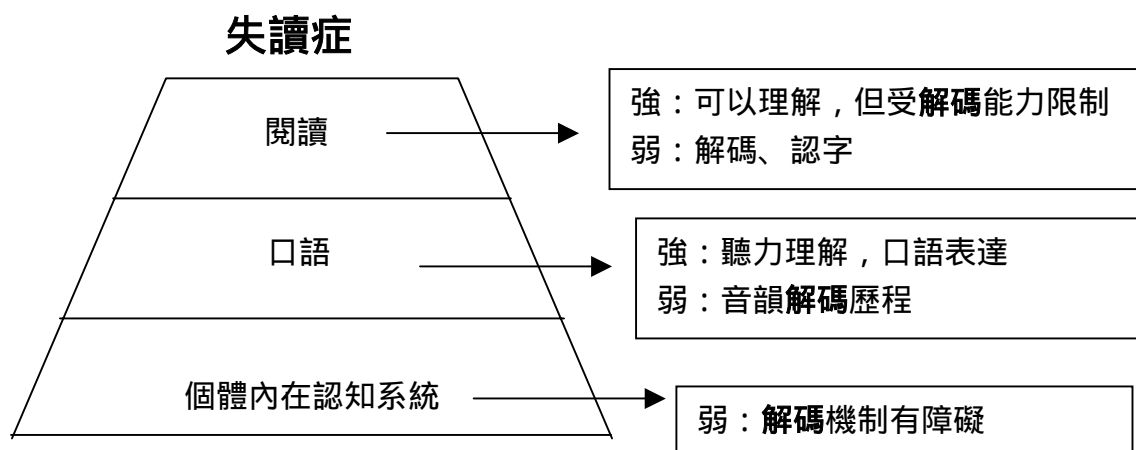 失讀症
閱讀
強：可以理解，但受解碼能力限制
弱：解碼、認字
口語
強：聽力理解，口語表達
弱：音韻解碼歷程
個體內在認知系統
弱：解碼機制有障礙